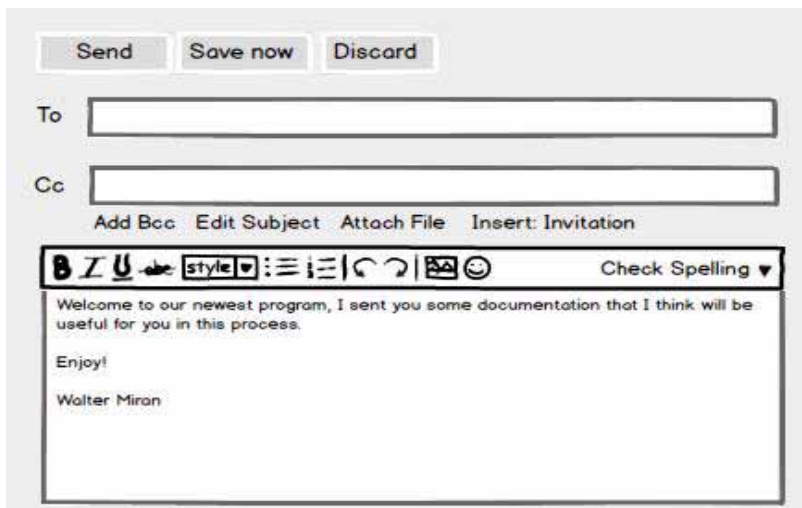 Send Save now Discard
To
Cc
Add Bcc Edit Subject Attach File Insert: Invitation
B I U abc style Check Spelling
Welcome to our newest program, I sent you some documentation that I think will be
useful for you in this process.
Enjoy!
Walter Miran